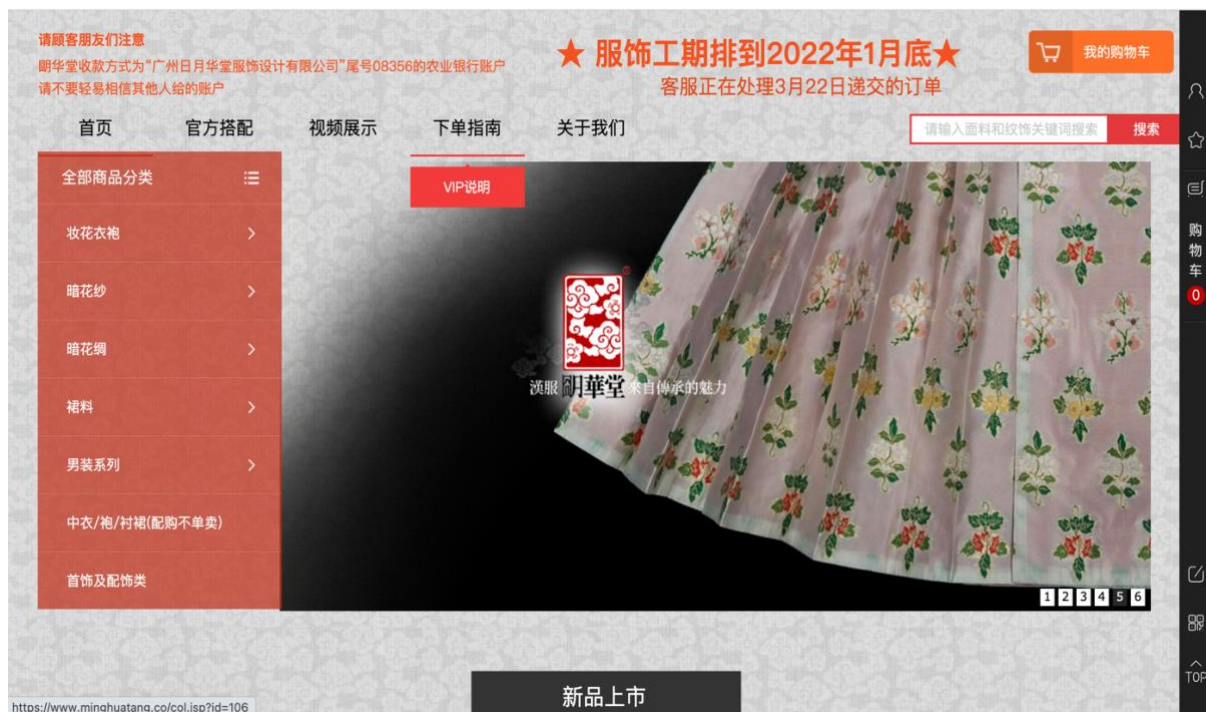 请顾客朋友们注意
眀华堂收款方式为“广州日月华堂服饰设计有限公司”尾号08356的农业银行账户
请不要轻易相信其他人给的账户
★ 服饰工期排到2022年1月底★
客服正在处理3月22日递交的订单
我的购物车
首页 官方搭配 视频展示 下单指南 关于我们
请输入面料和纹饰关键词搜索 搜索
全部商品分类
VIP说明
妆花衣袍
暗花纱
暗花绸
裙料
男装系列
中衣/袍/衬裙(配购不单卖)
首饰及配饰类
漢服 眀華堂 來自傳承的魅力
1 2 3 4 5 6
购物车
0
TOP
新品上市
https://www.minghuatang.co/col.jsp?id=106